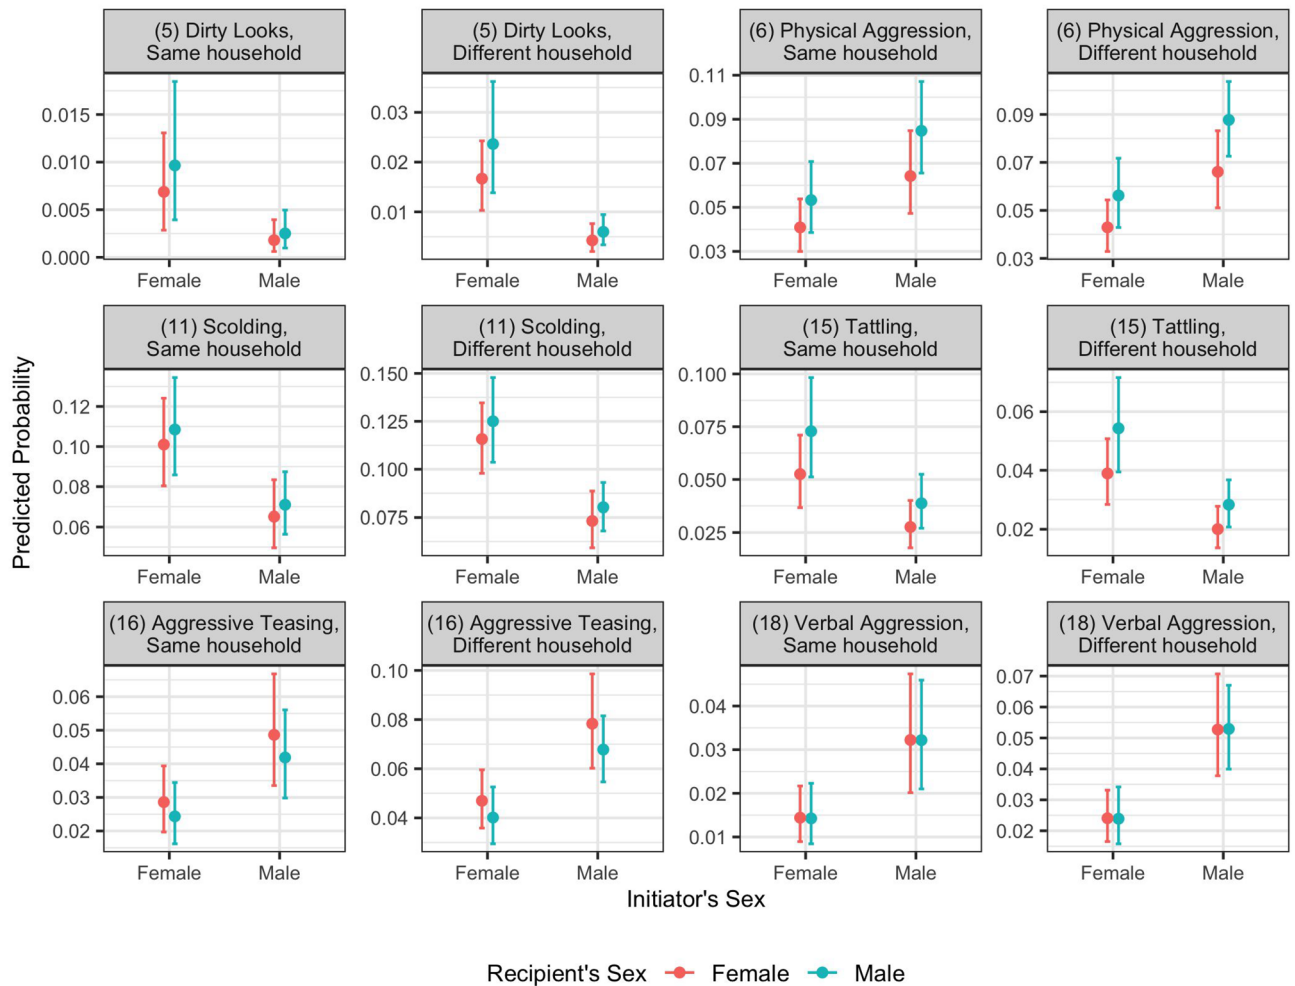 (5) Dirty Looks,
Same household
(5) Dirty Looks,
Different household
(6) Physical Aggression,
Same household
(6) Physical Aggression,
Different household
0.015
0.010
0.005
0.000
Female
Male
0.03
0.02
0.01
Female
Male
0.11
0.09
0.07
0.05
0.03
Female
Male
0.09
0.07
0.05
0.03
Female
Male
Predicted Probability
(11) Scolding,
Same household
(11) Scolding,
Different household
(15) Tattling,
Same household
(15) Tattling,
Different household
0.12
0.10
0.08
0.06
Female
Male
0.150
0.125
0.100
0.075
Female
Male
0.100
0.075
0.050
0.025
Female
Male
0.06
0.04
0.02
Female
Male
(16) Aggressive Teasing,
Same household
(16) Aggressive Teasing,
Different household
(18) Verbal Aggression,
Same household
(18) Verbal Aggression,
Different household
0.06
0.05
0.04
0.03
0.02
Female
Male
0.10
0.08
0.06
0.04
Female
Male
0.04
0.03
0.02
0.01
Female
Male
0.07
0.06
0.05
0.04
0.03
0.02
Female
Male
Initiator's Sex
Recipient's Sex Female Male